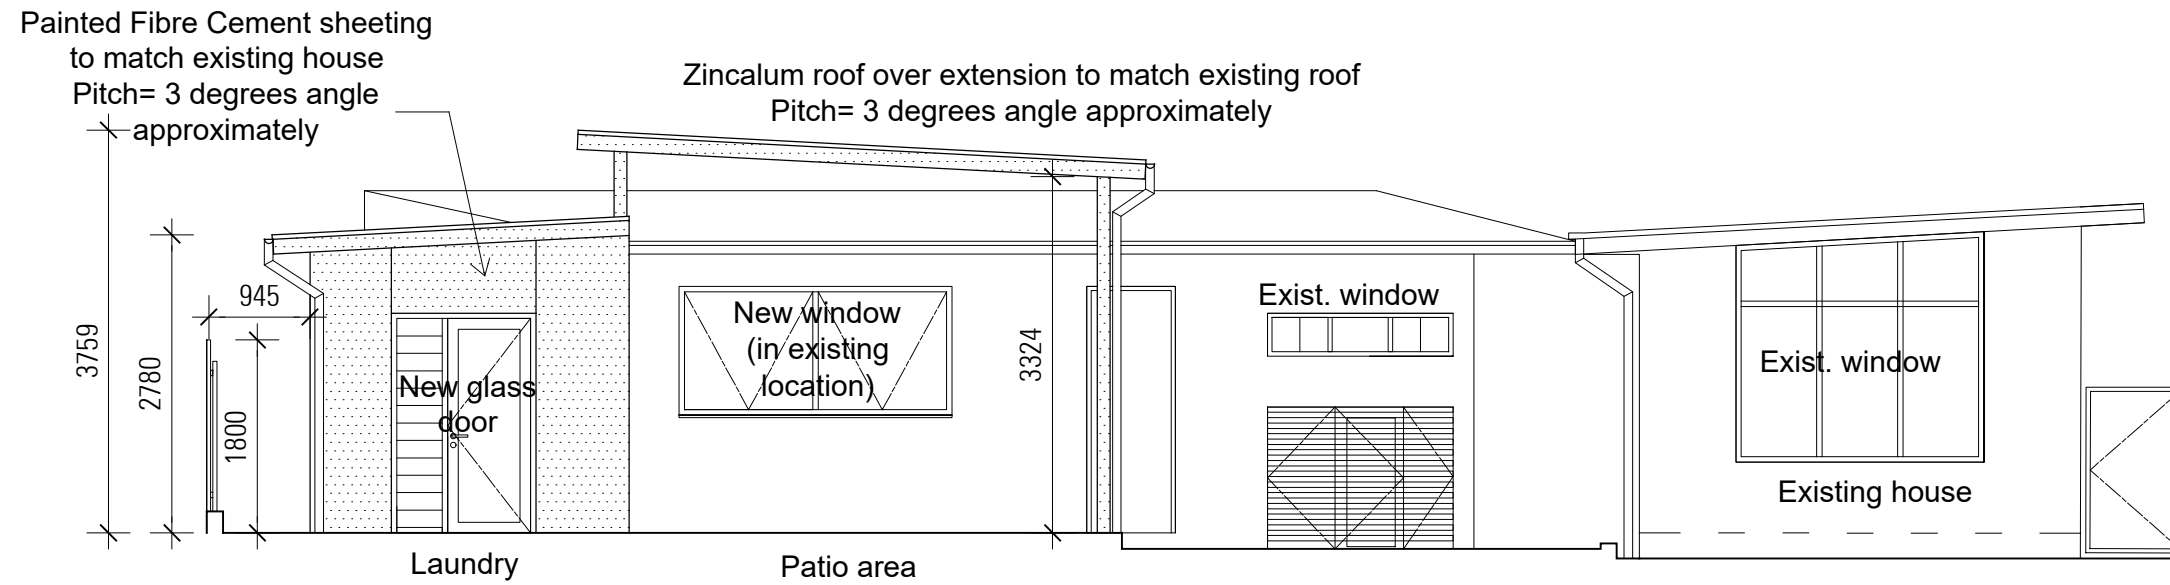 Painted Fibre Cement sheeting
to match existing house
Pitch= 3 degrees angle
approximately
Zincalum roof over extension to match existing roof
Pitch= 3 degrees angle approximately
945
3759
2780
1800
New glass
door
New window
(in existing
location)
3324
Exist. window
Exist. window
Existing house
Laundry
Patio area